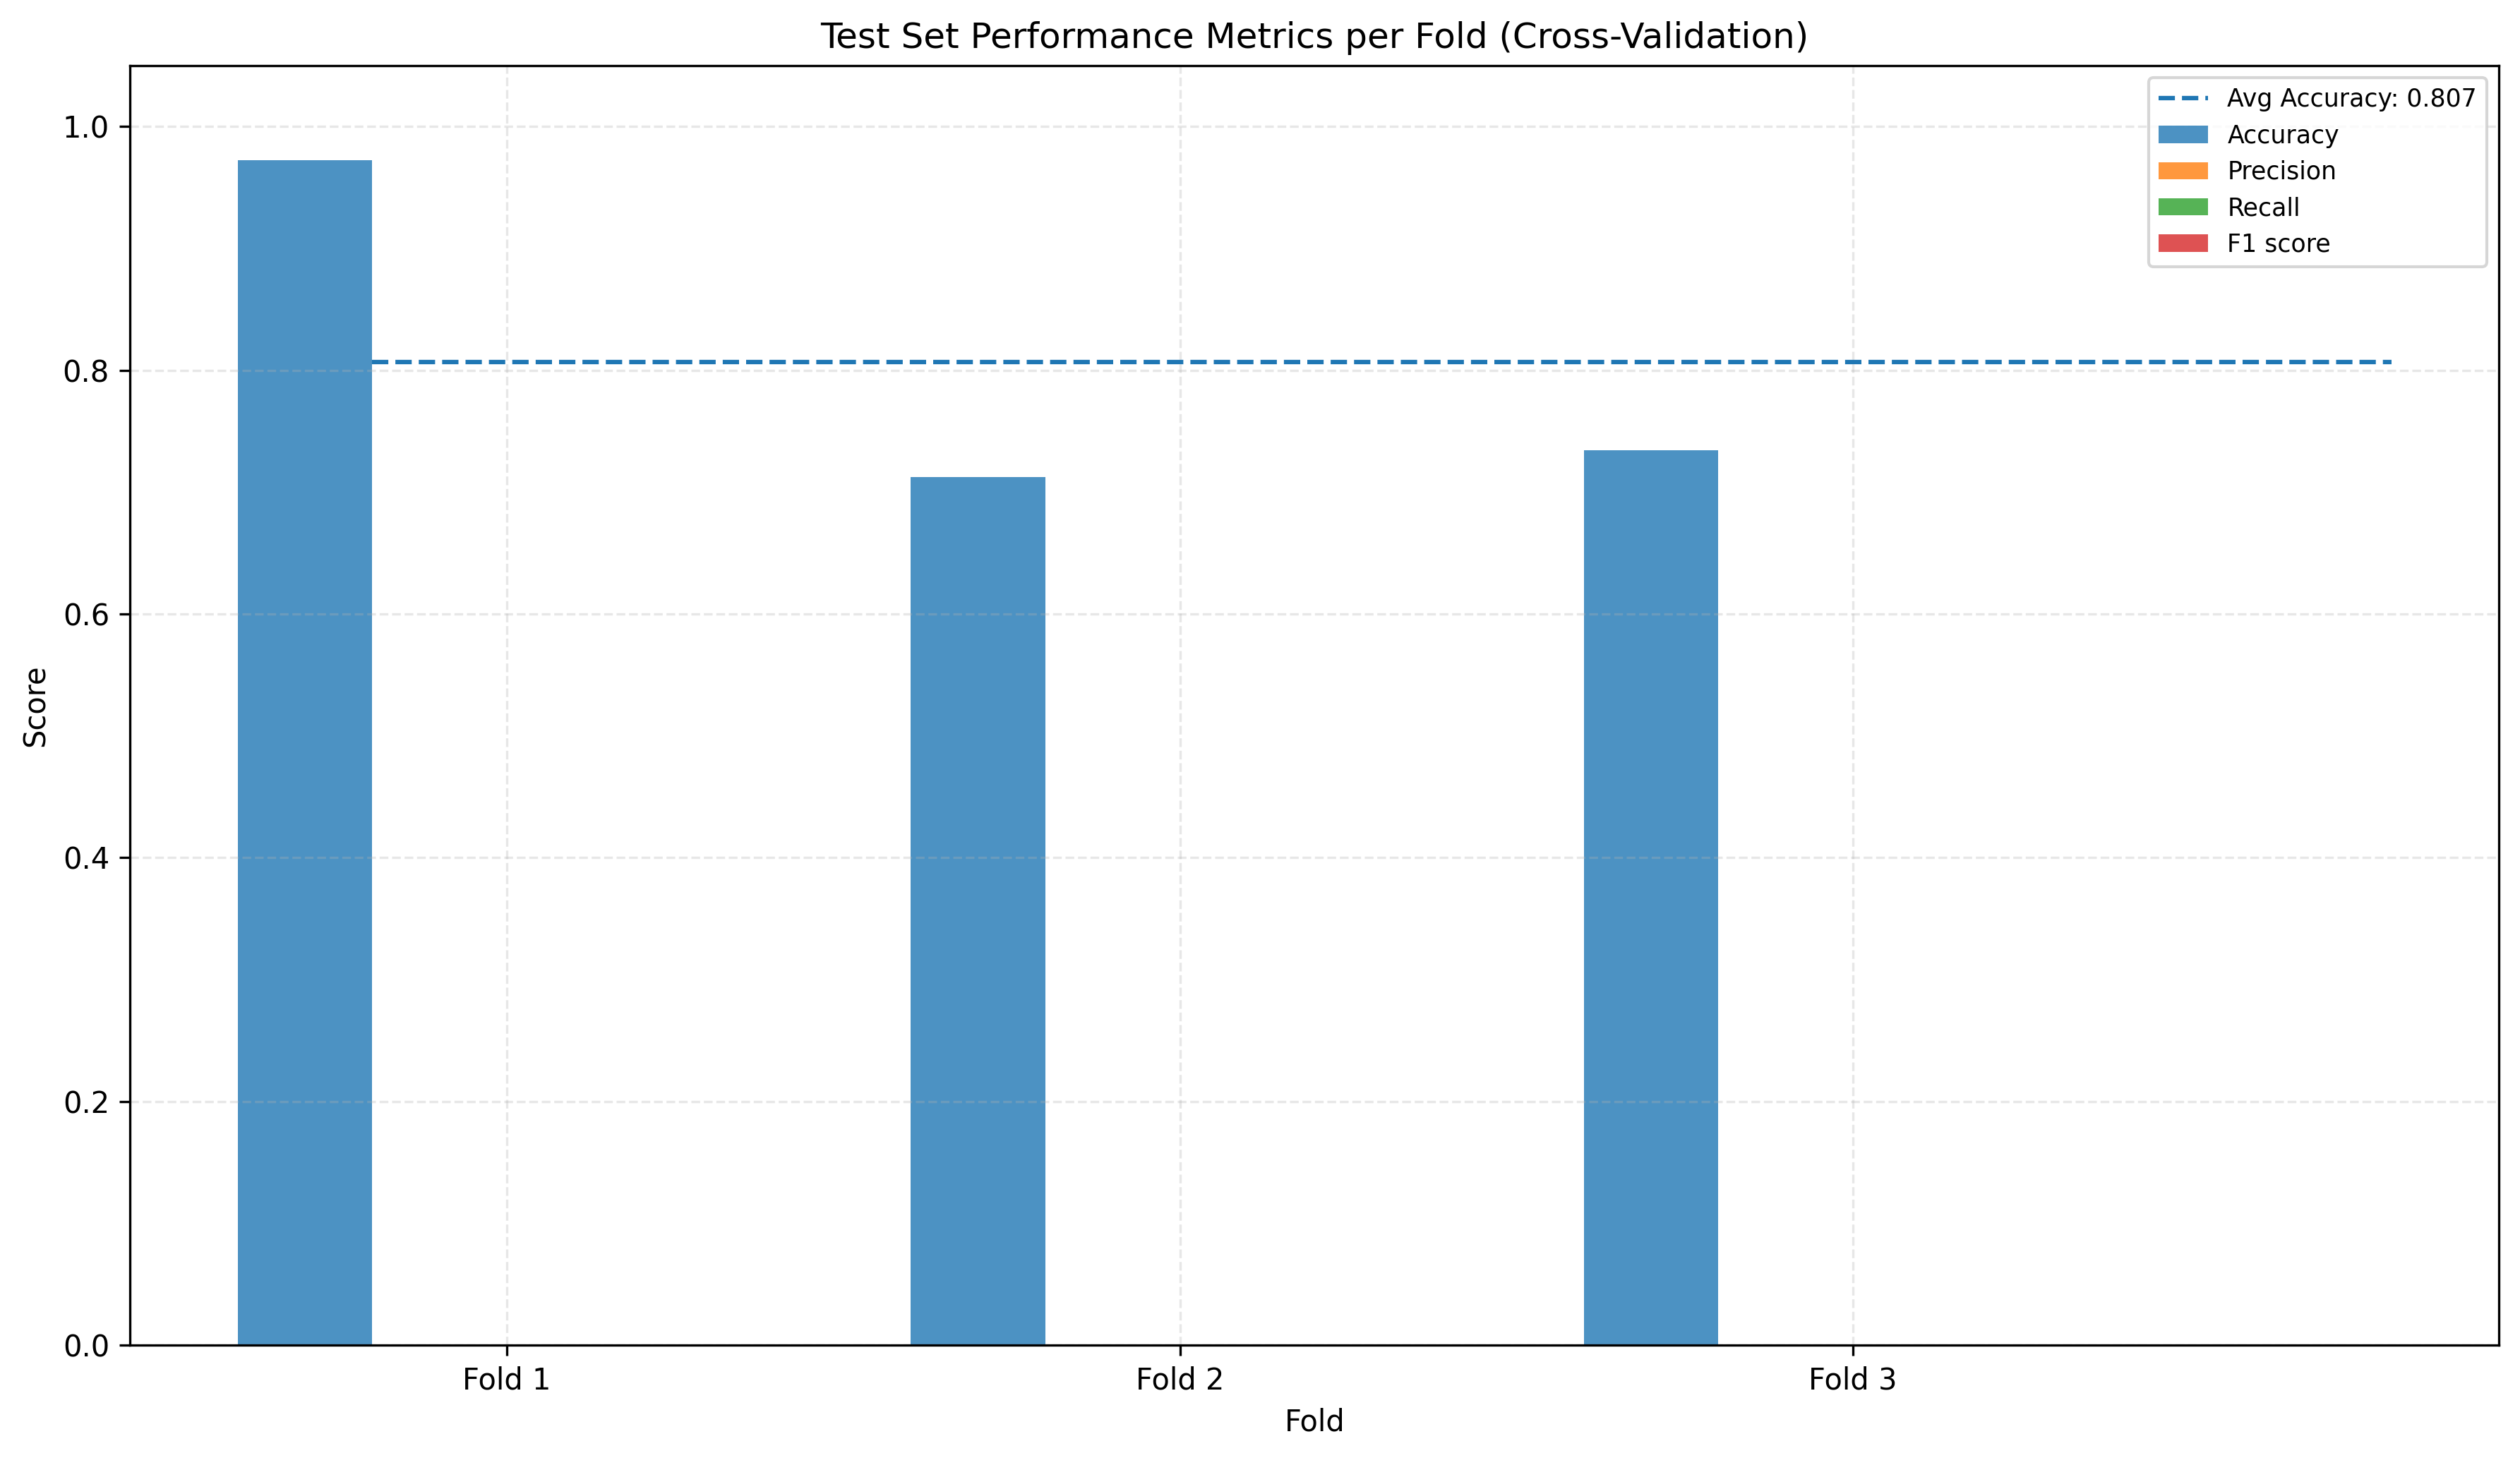 Test Set Performance Metrics per Fold (Cross-Validation)
Avg Accuracy: 0.807
Accuracy
Precision
Recall
F1 score
1.0
0.8
0.6
0.4
0.2
0.0
Score
Fold 1
Fold 2
Fold 3
Fold